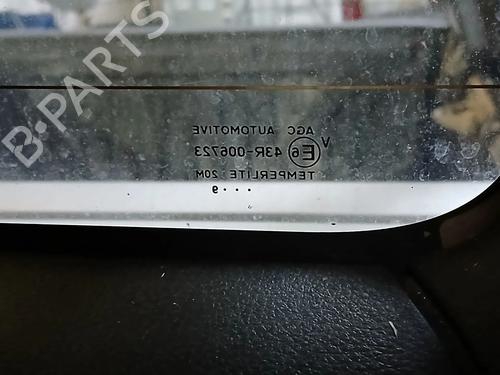 B-PARTS
AGC AUTOMOTIVE
V
E6 43R-006723
TEMPERLITE 20M
. . . 9